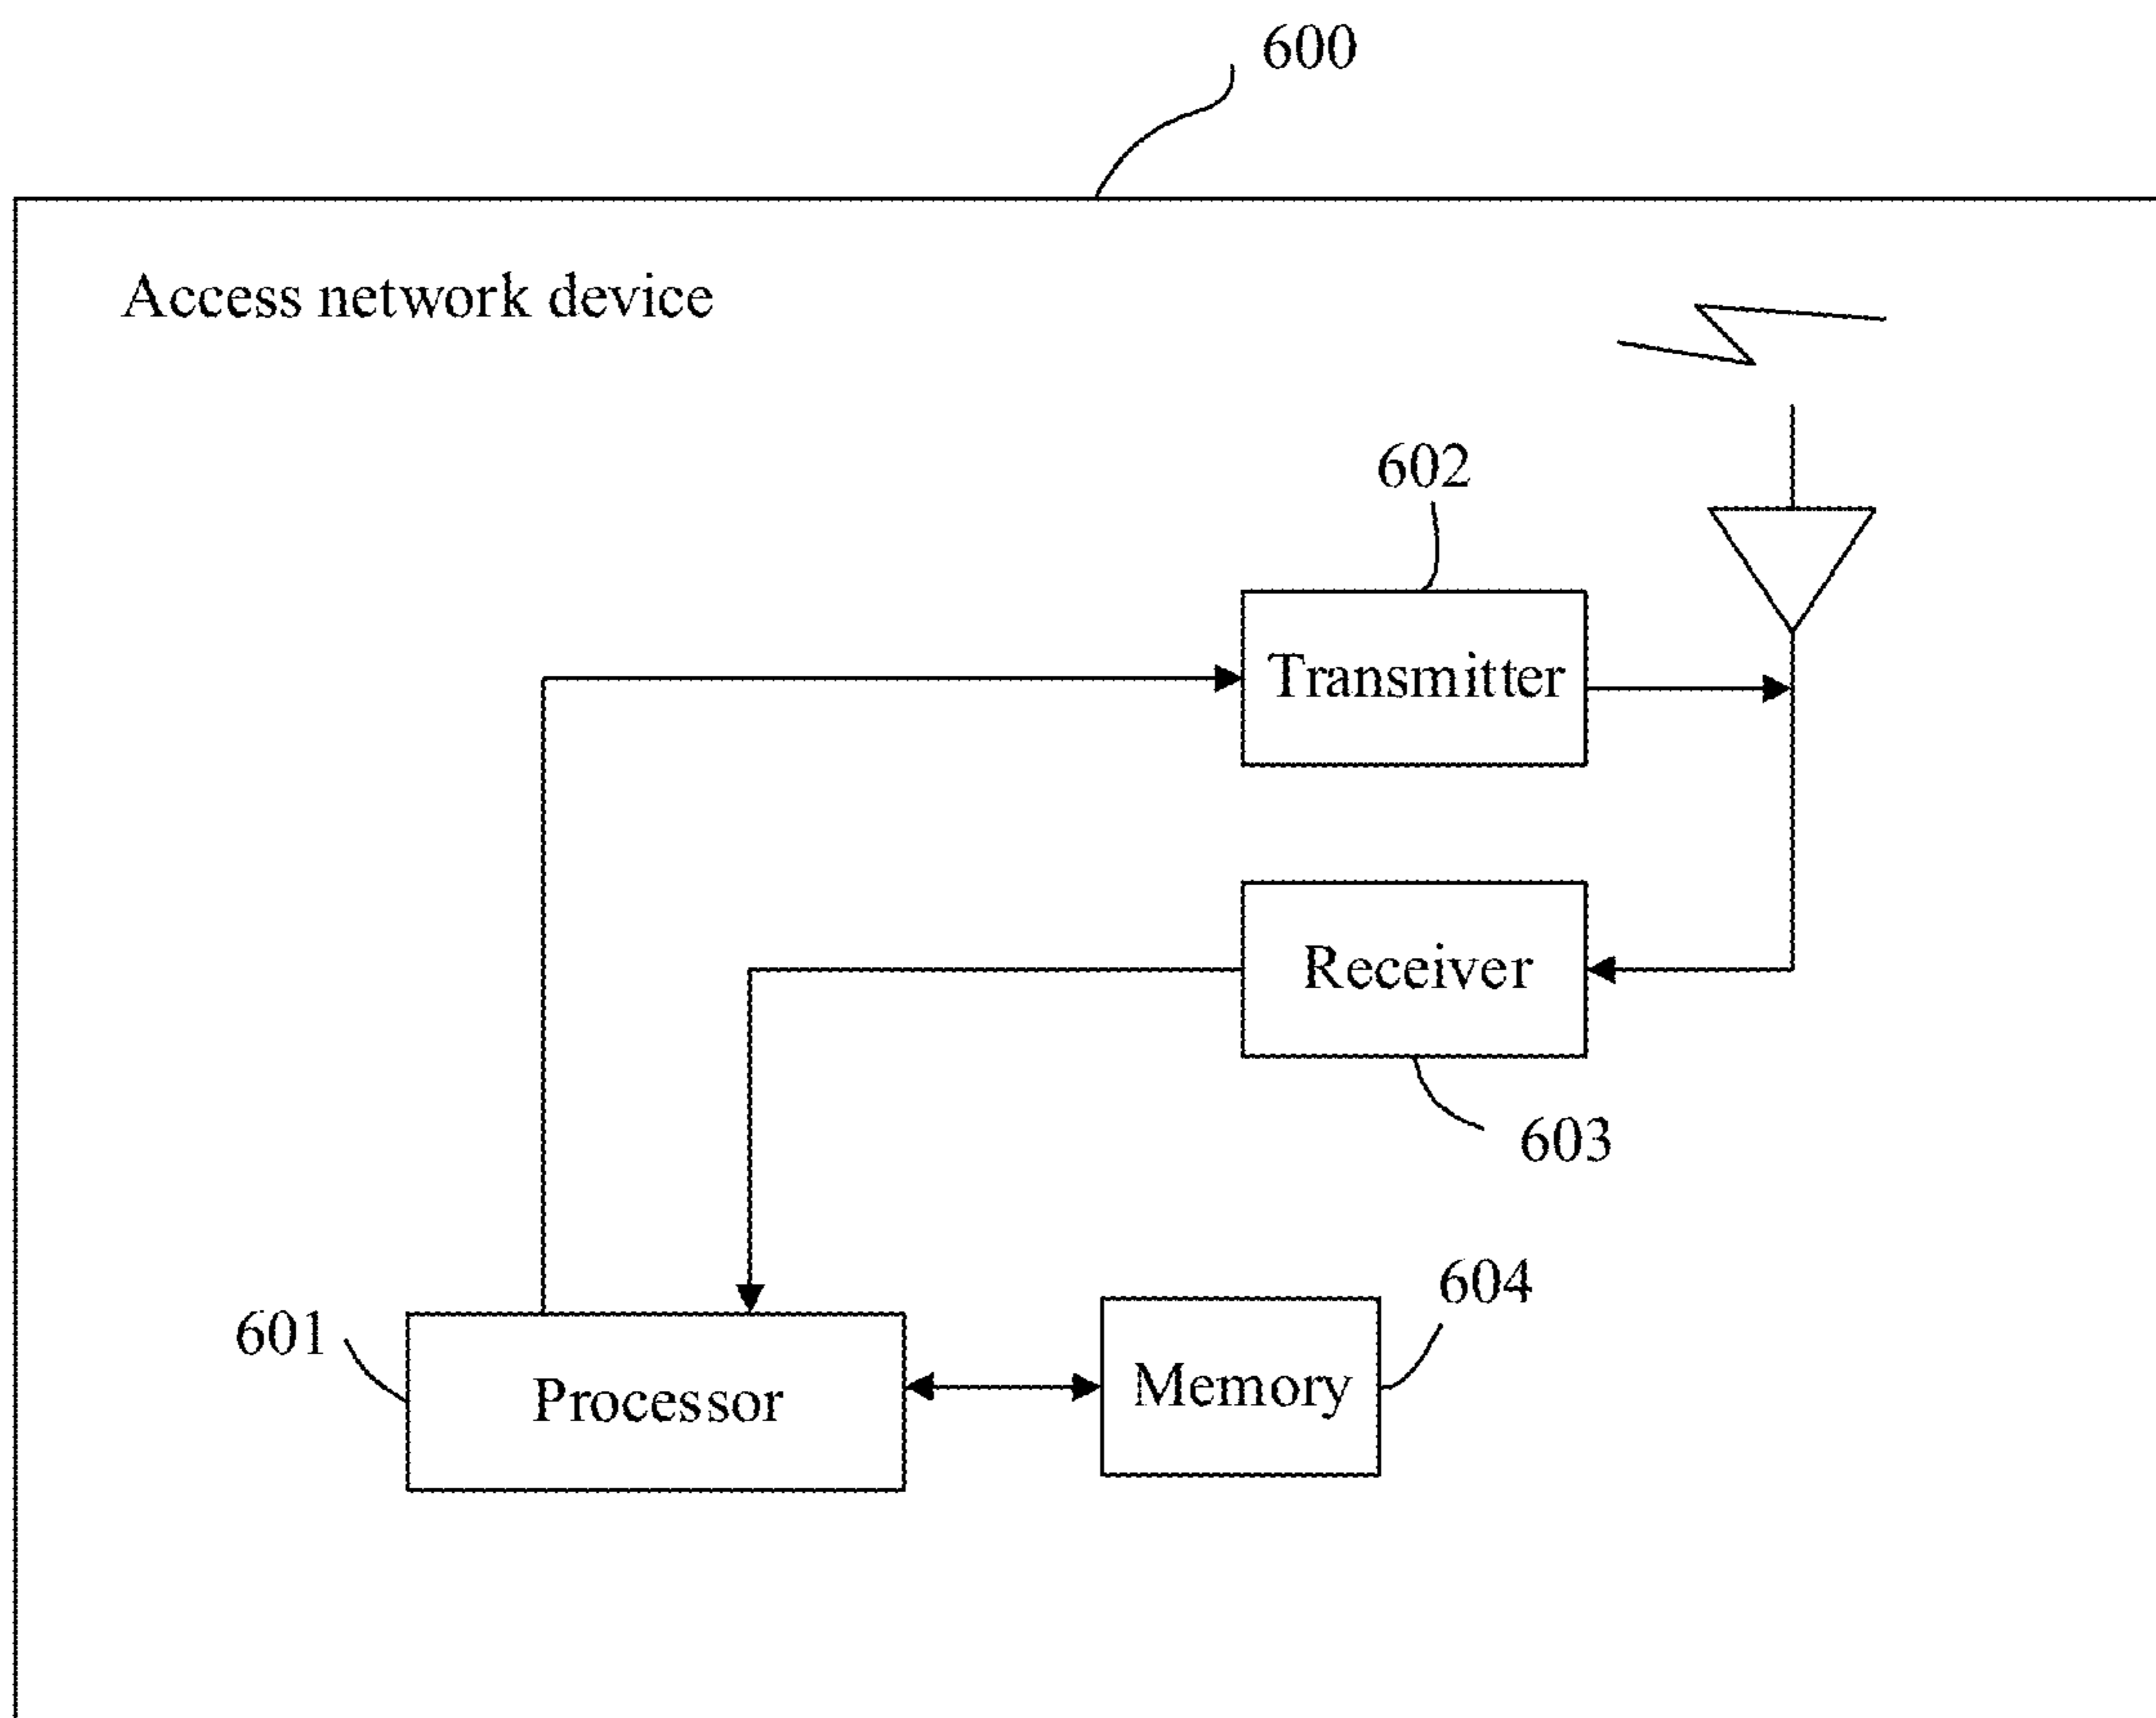 600
Access network device
602
Transmitter
Receiver
603
604
601
Processor
Memory